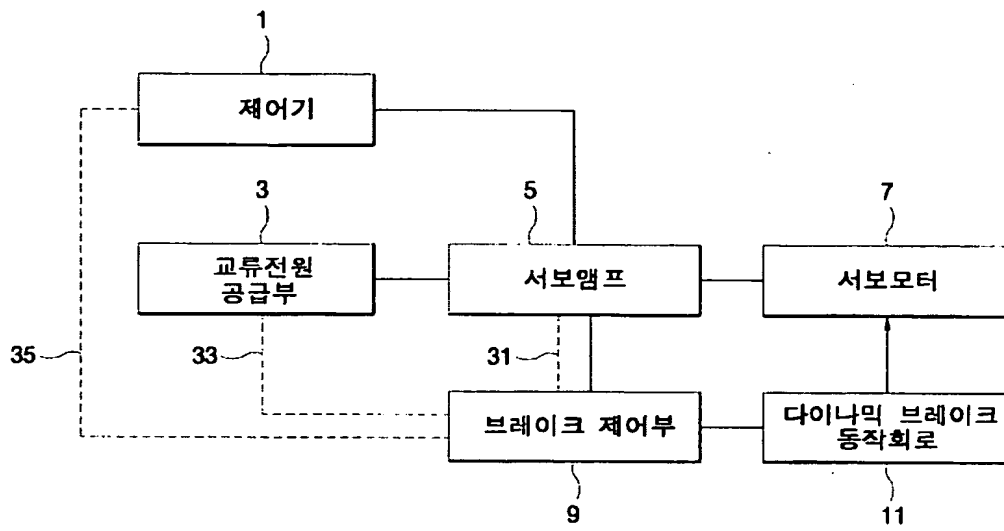 1
제어기
3
5
7
교류전원
공급부
서보앰프
서보모터
35
33
31
브레이크 제어부
다이나믹 브레이크
동작회로
9
11